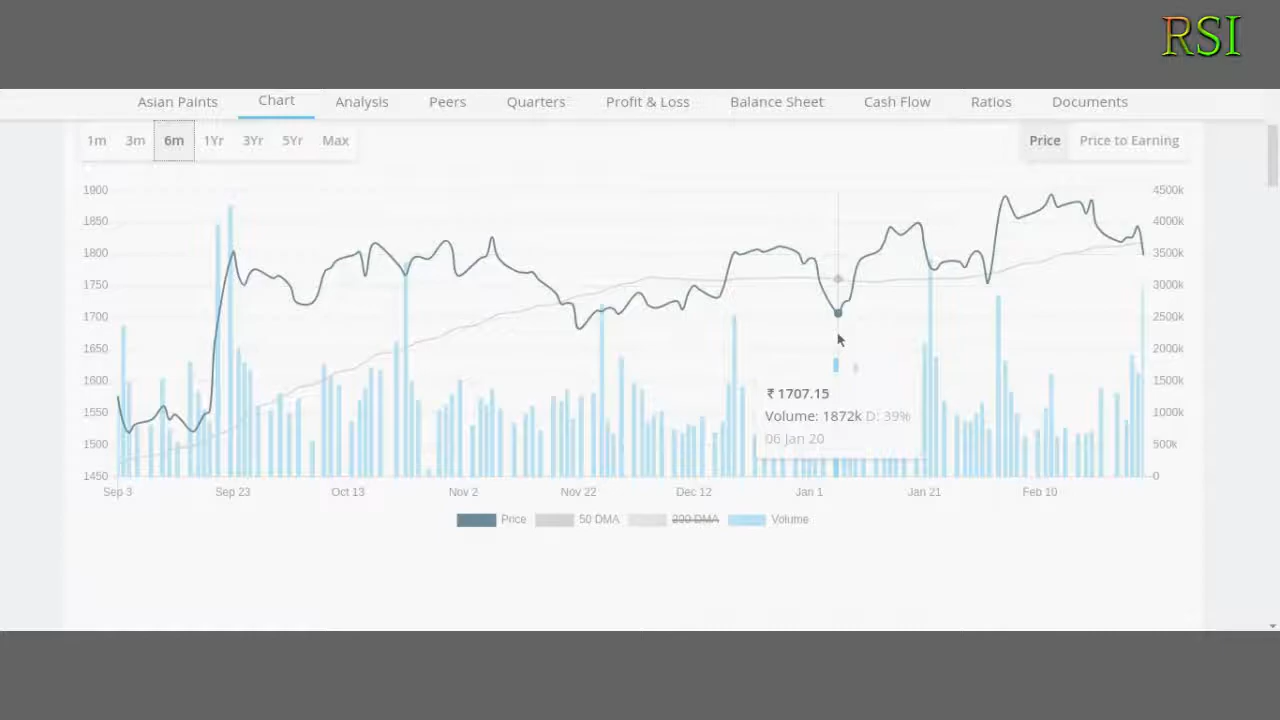 RSI
Asian Paints Chart Analysis Peers Quarters Profit & Loss Balance Sheet Cash Flow Ratios Documents
1m 3m 6m 1Yr 3Yr 5Yr Max Price Price to Earning
1900 4500k
1850 4000k
1800 3500k
1750 3000k
1700 2500k
1650 2000k
1600 1500k
1550 1000k
1500 500k
1450 0
₹ 1707.15
Volume: 1872k D: 39%
06 Jan 20
Sep 3 Sep 23 Oct 13 Nov 2 Nov 22 Dec 12 Jan 1 Jan 21 Feb 10
Price 50 DMA 200 DMA Volume